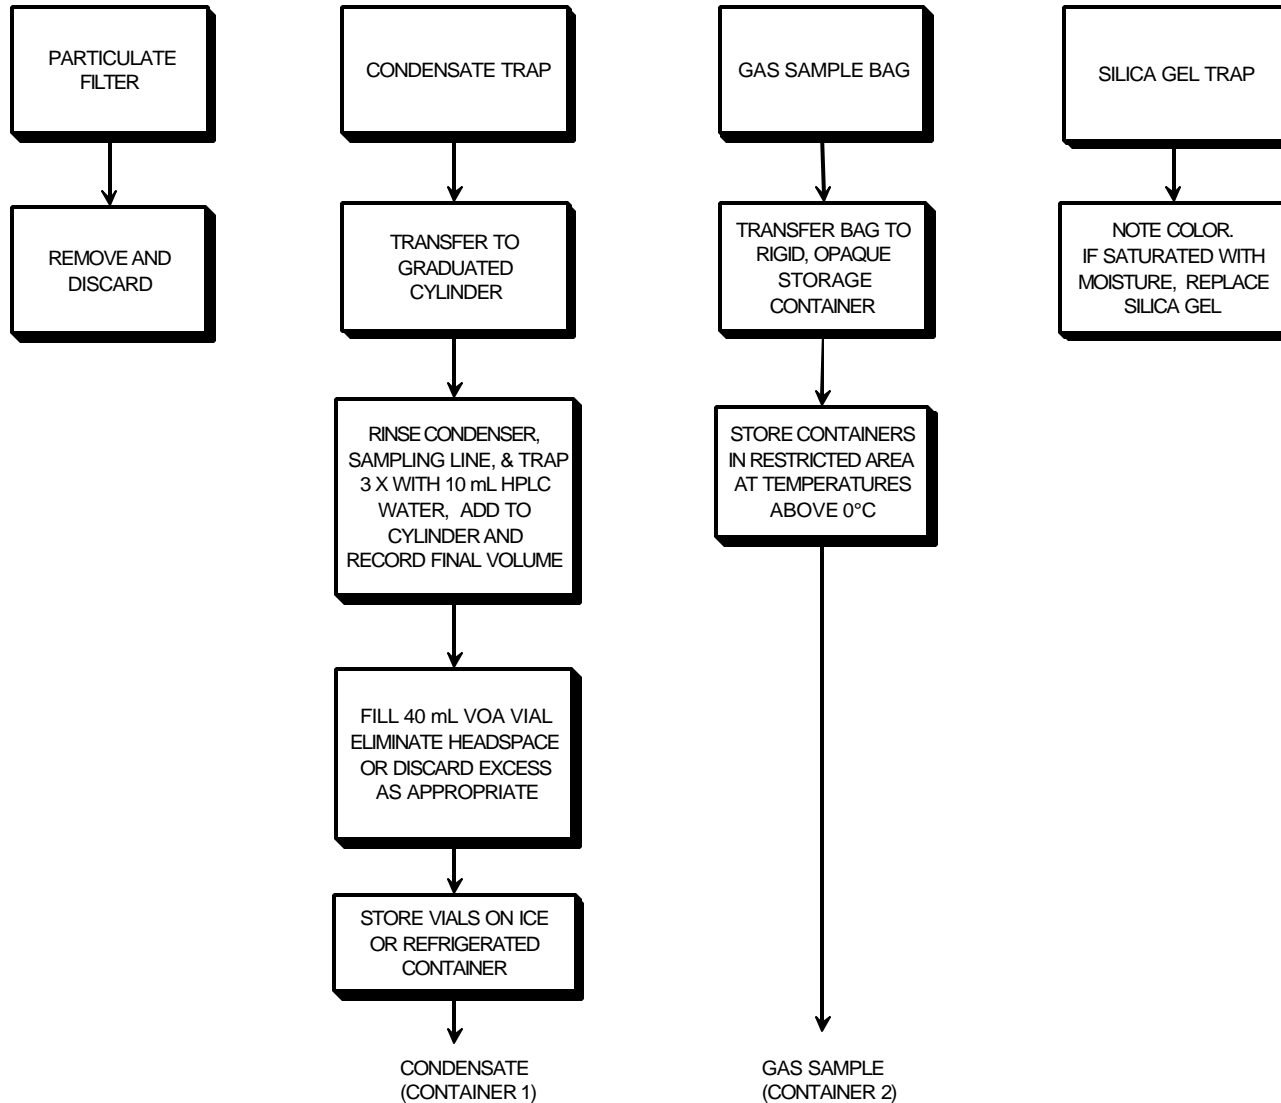 PARTICULATE
FILTER
REMOVE AND
DISCARD
CONDENSATE TRAP
TRANSFER TO
GRADUATED
CYLINDER
RINSE CONDENSER,
SAMPLING LINE, & TRAP
3 X WITH 10 mL HPLC
WATER, ADD TO
CYLINDER AND
RECORD FINAL VOLUME
FILL 40 mL VOA VIAL
ELIMINATE HEADSPACE
OR DISCARD EXCESS
AS APPROPRIATE
STORE VIALS ON ICE
OR REFRIGERATED
CONTAINER
CONDENSATE
(CONTAINER 1)
GAS SAMPLE BAG
TRANSFER BAG TO
RIGID, OPAQUE
STORAGE
CONTAINER
STORE CONTAINERS
IN RESTRICTED AREA
AT TEMPERATURES
ABOVE 0°C
GAS SAMPLE
(CONTAINER 2)
SILICA GEL TRAP
NOTE COLOR.
IF SATURATED WITH
MOISTURE, REPLACE
SILICA GEL